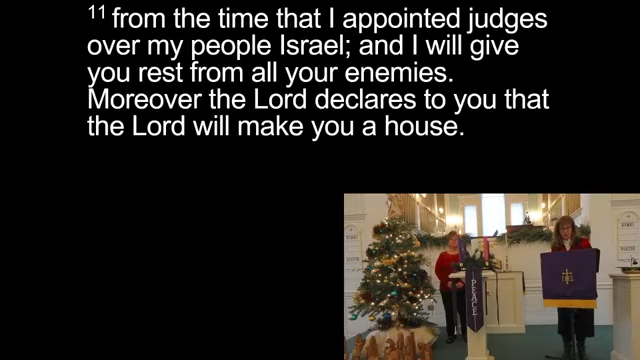 11 from the time that I appointed judges
over my people Israel; and I will give
you rest from all your enemies.
Moreover the Lord declares to you that
the Lord will make you a house.
PEACE